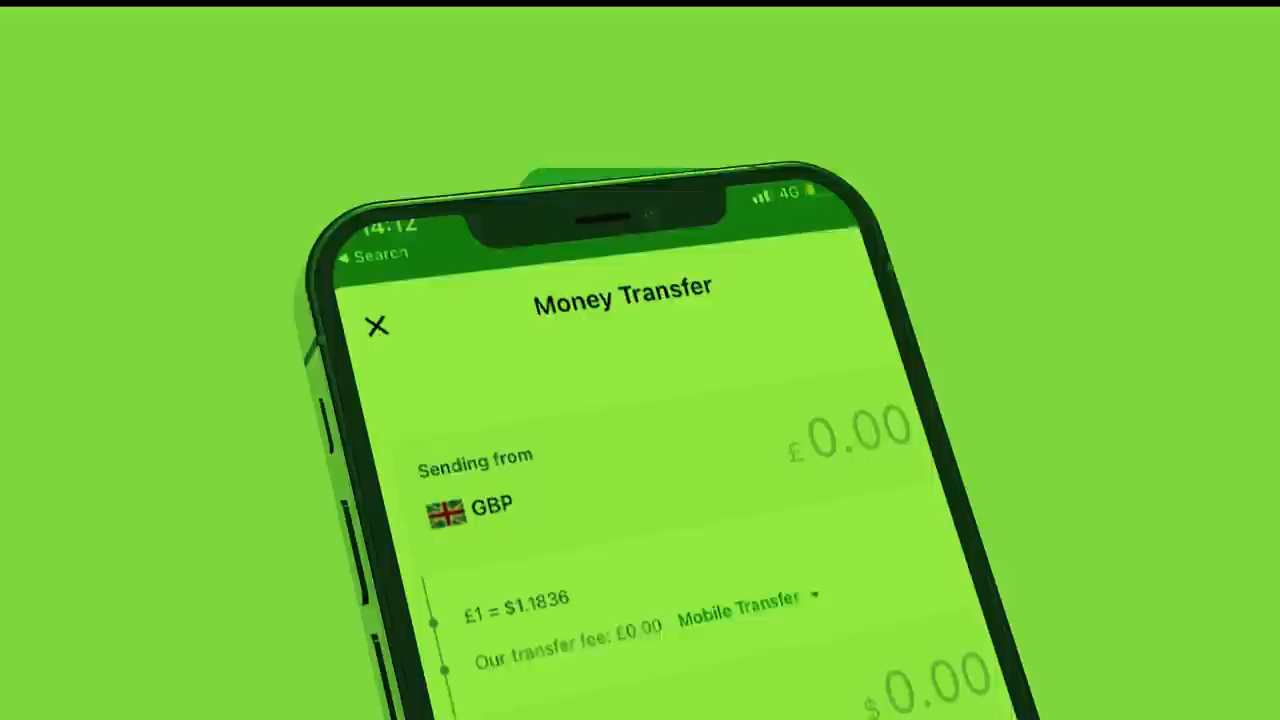 14:12
4G
Search
Money Transfer
£0.00
Sending from
GBP
£1 = $1.1836
Our transfer fee: £0.00 Mobile Transfer
$0.00